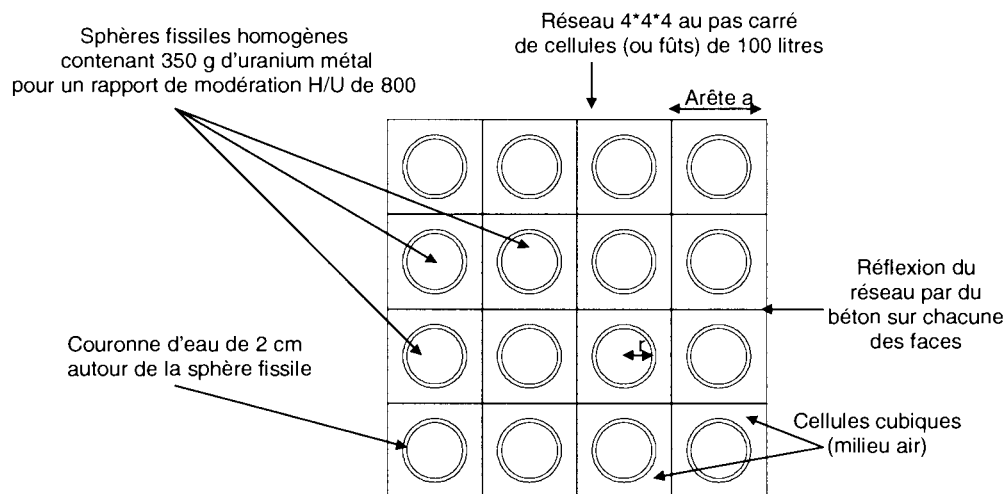 Sphères fissiles homogènes
contenant 350 g d'uranium métal
pour un rapport de modération H/U de 800
Réseau 4*4*4 au pas carré
de cellules (ou fûts) de 100 litres
Arête a
Réflexion du
réseau par du
béton sur chacune
des faces
Couronne d'eau de 2 cm
autour de la sphère fissile
r
Cellules cubiques
(milieu air)